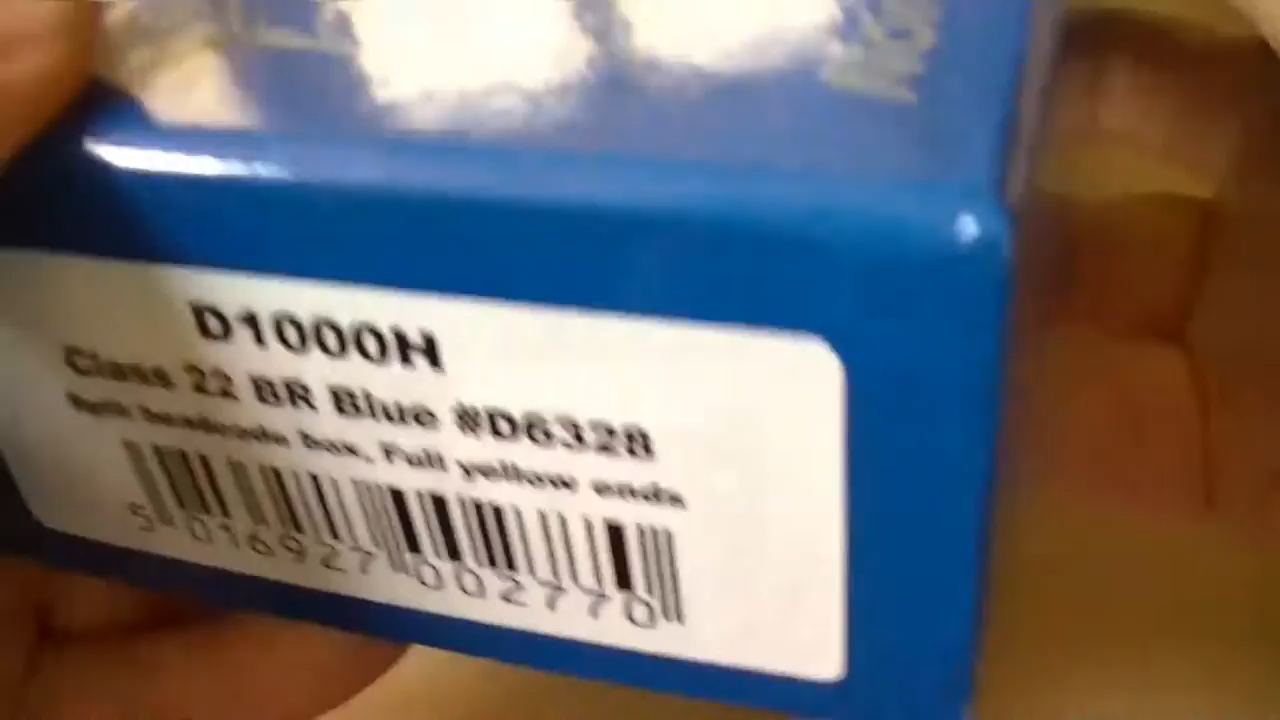 D1000H
Class 22 BR Blue #D6328
Split headcode box, Full yellow ends
5 016927 002770